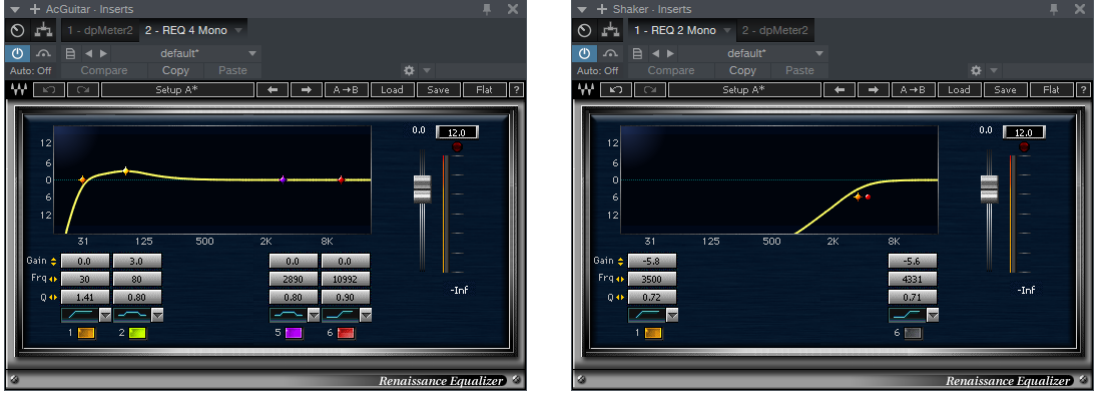 AcGuitar - Inserts
1 - dpMeter2 2 - REQ 4 Mono
default*
Auto: Off Compare Copy Paste
Setup A* A→B Load Save Flat ?
0.0 12.0
12
6
0
6
12
31 125 500 2K 8K
Gain 0.0 3.0 0.0 0.0
Frq 30 80 2890 10992
Q 1.41 0.80 0.80 0.90
-Inf
1 2 5 6
Renaissance Equalizer
Shaker - Inserts
1 - REQ 2 Mono 2 - dpMeter2
default*
Auto: Off Compare Copy Paste
Setup A* A→B Load Save Flat ?
0.0 12.0
12
6
0
6
12
31 125 500 2K 8K
Gain -5.8 -5.6
Frq 3500 4331
Q 0.72 0.71
-Inf
1 6
Renaissance Equalizer